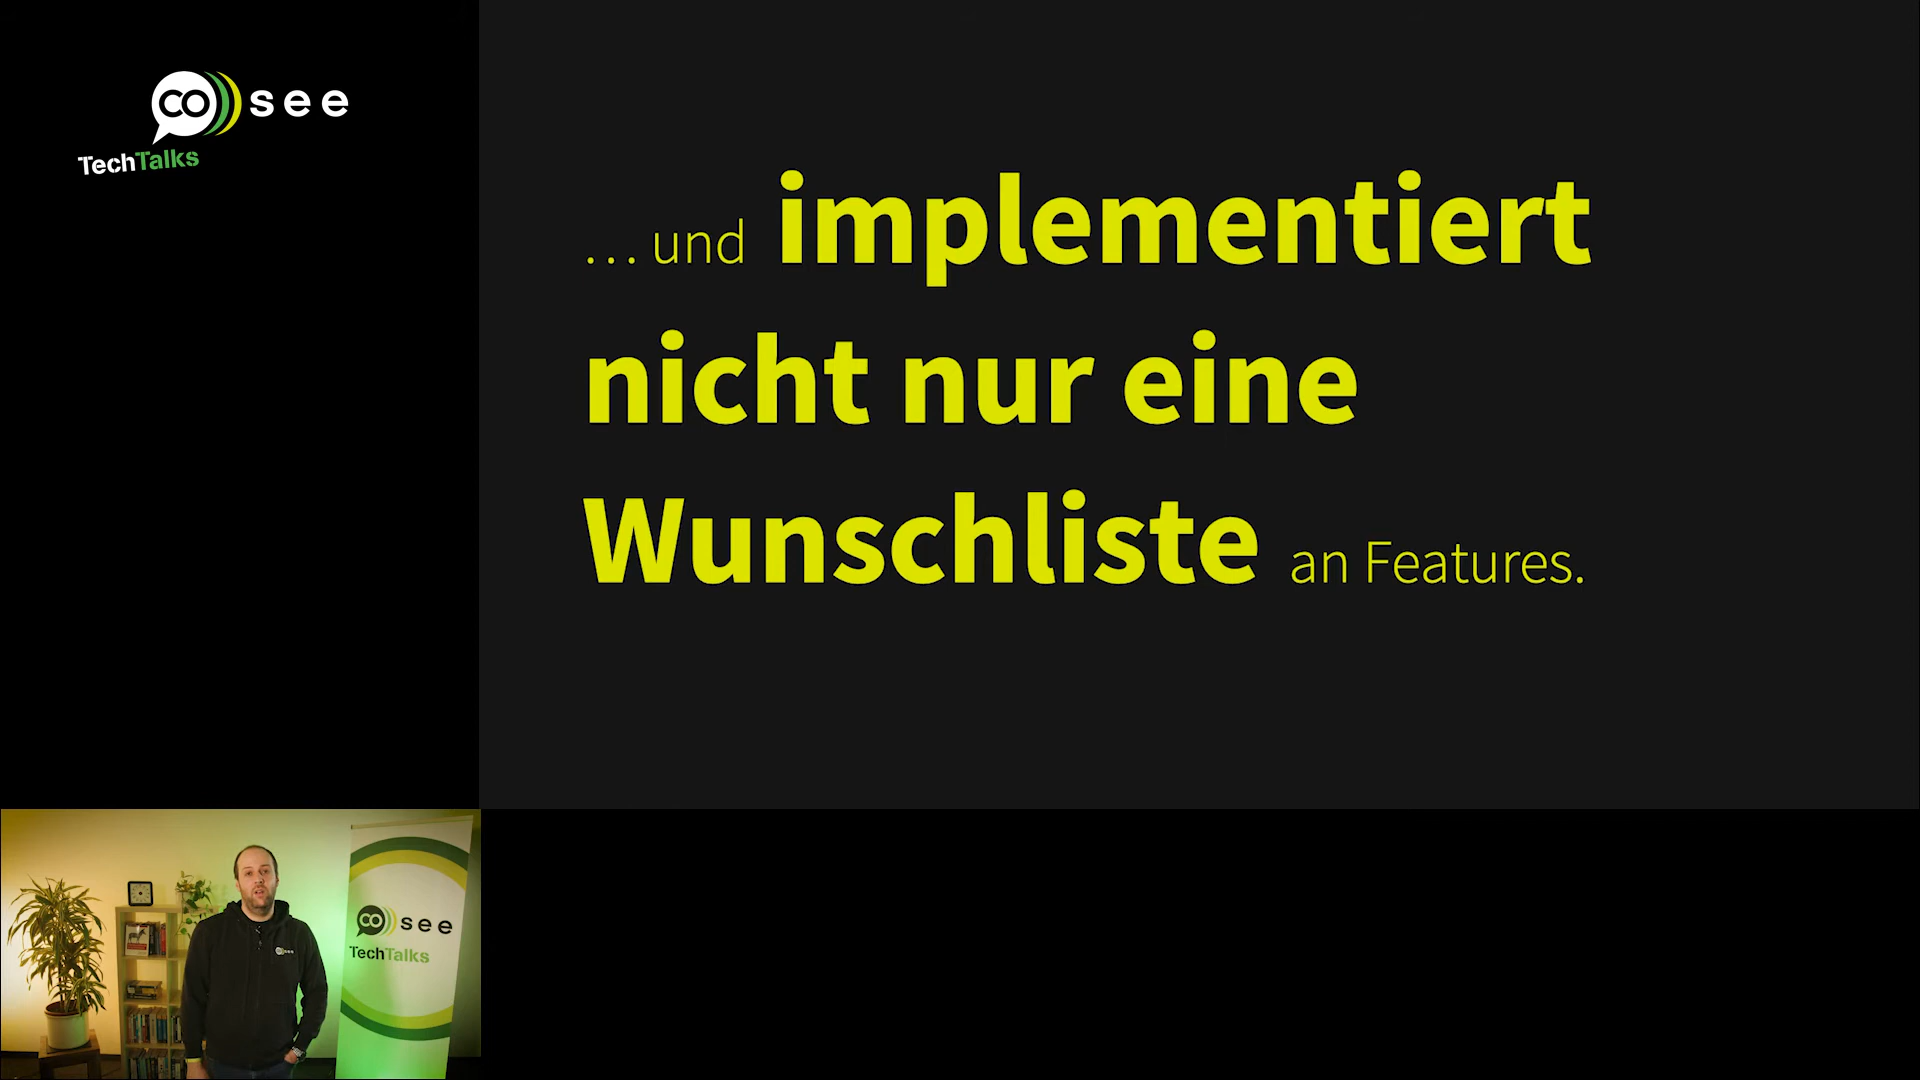 co see
TechTalks
...und implementiert
nicht nur eine
Wunschliste an Features.
co see
TechTalks